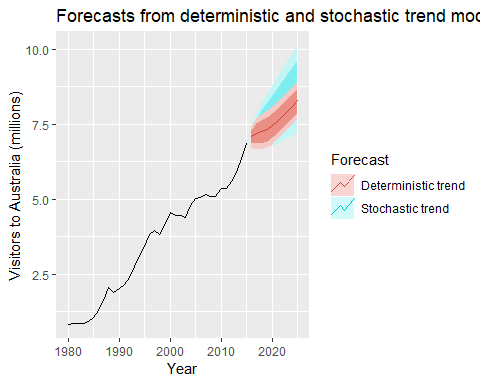 Forecasts from deterministic and stochastic trend mod
10.0
7.5
5.0
2.5
Visitors to Australia (millions)
1980 1990 2000 2010 2020
Year
Forecast
Deterministic trend
Stochastic trend